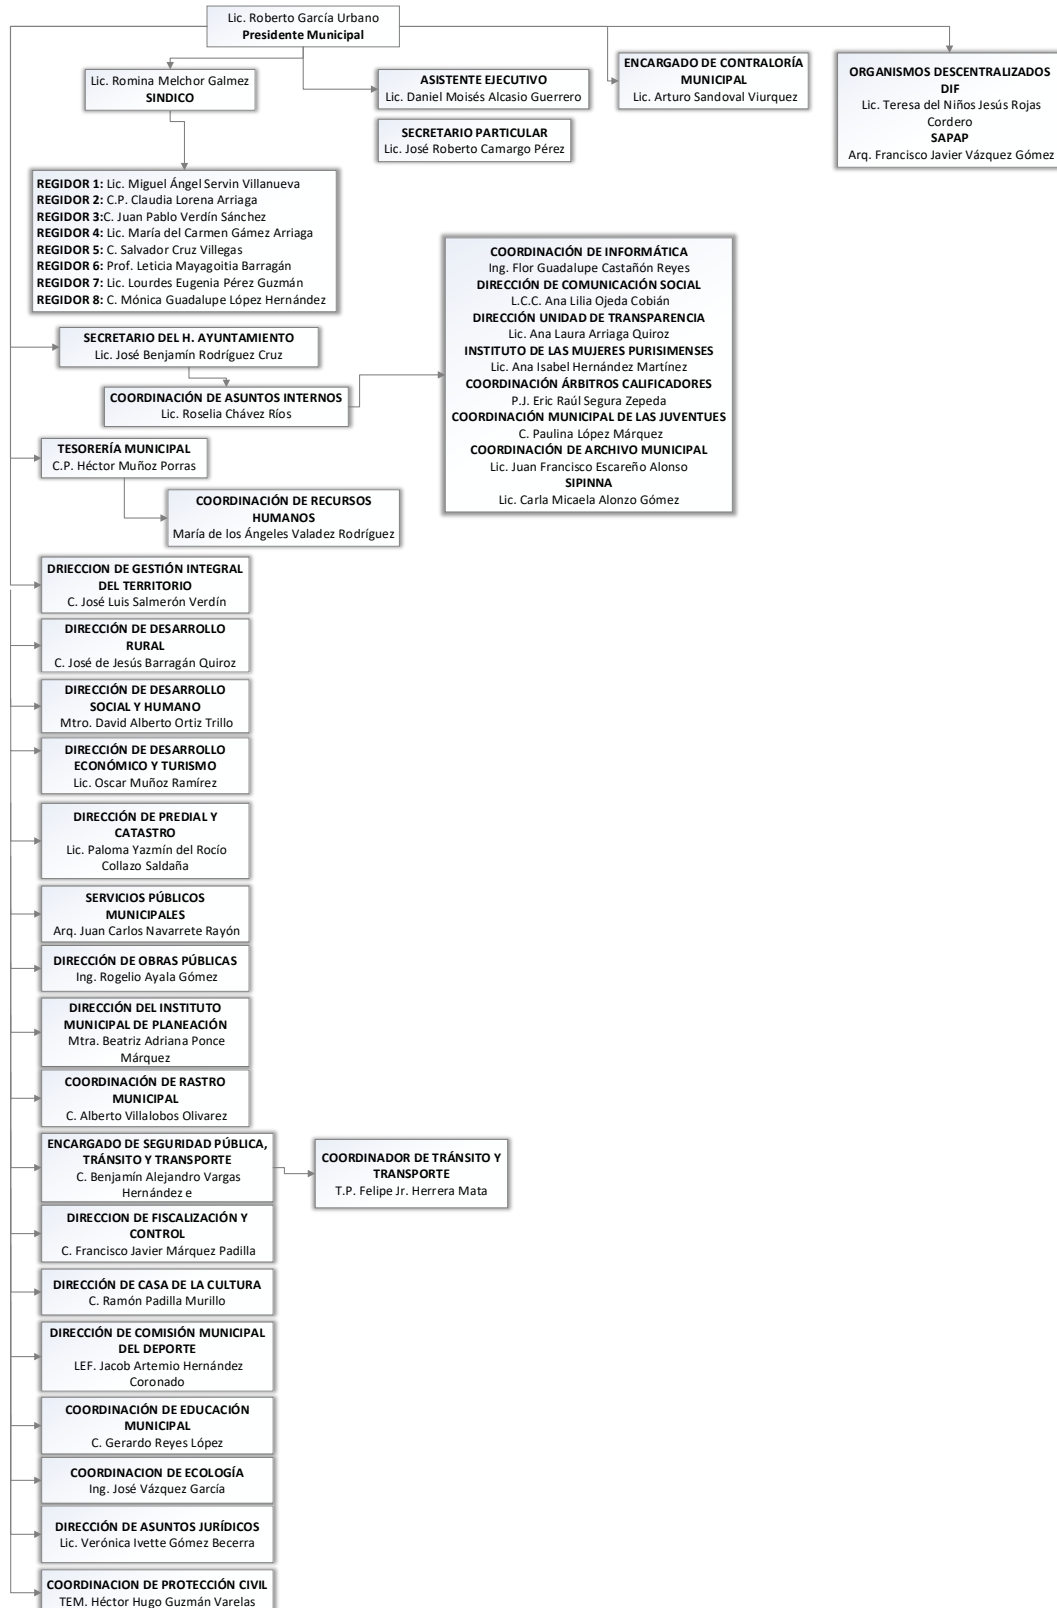 Lic. Roberto García Urbano
Presidente Municipal
Lic. Romina Melchor Galmez
SINDICO
ASISTENTE EJECUTIVO
Lic. Daniel Moisés Alcasio Guerrero
SECRETARIO PARTICULAR
Lic. José Roberto Camargo Pérez
ENCARGADO DE CONTRALORÍA
MUNICIPAL
Lic. Arturo Sandoval Viurquez
ORGANISMOS DESCENTRALIZADOS
DIF
Lic. Teresa del Niños Jesús Rojas
Cordero
SAPAP
Arq. Francisco Javier Vázquez Gómez
REGIDOR 1: Lic. Miguel Ángel Servin Villanueva
REGIDOR 2: C.P. Claudia Lorena Arriaga
REGIDOR 3:C. Juan Pablo Verdín Sánchez
REGIDOR 4: Lic. María del Carmen Gámez Arriaga
REGIDOR 5: C. Salvador Cruz Villegas
REGIDOR 6: Prof. Leticia Mayagoitia Barragán
REGIDOR 7: Lic. Lourdes Eugenia Pérez Guzmán
REGIDOR 8: C. Mónica Guadalupe López Hernández
SECRETARIO DEL H. AYUNTAMIENTO
Lic. José Benjamín Rodríguez Cruz
COORDINACIÓN DE ASUNTOS INTERNOS
Lic. Roselia Chávez Ríos
COORDINACIÓN DE INFORMÁTICA
Ing. Flor Guadalupe Castañón Reyes
DIRECCIÓN DE COMUNICACIÓN SOCIAL
L.C.C. Ana Lilia Ojeda Cobián
DIRECCIÓN UNIDAD DE TRANSPARENCIA
Lic. Ana Laura Arriaga Quiroz
INSTITUTO DE LAS MUJERES PURISIMENSES
Lic. Ana Isabel Hernández Martínez
COORDINACIÓN ÁRBITROS CALIFICADORES
P.J. Eric Raúl Segura Zepeda
COORDINACIÓN MUNICIPAL DE LAS JUVENTUES
C. Paulina López Márquez
COORDINACIÓN DE ARCHIVO MUNICIPAL
Lic. Juan Francisco Escareño Alonso
SIPINNA
Lic. Carla Micaela Alonzo Gómez
TESORERÍA MUNICIPAL
C.P. Héctor Muñoz Porras
COORDINACIÓN DE RECURSOS
HUMANOS
María de los Ángeles Valadez Rodríguez
DRIECCION DE GESTIÓN INTEGRAL
DEL TERRITORIO
C. José Luis Salmerón Verdín
DIRECCIÓN DE DESARROLLO
RURAL
C. José de Jesús Barragán Quiroz
DIRECCIÓN DE DESARROLLO
SOCIAL Y HUMANO
Mtro. David Alberto Ortiz Trillo
DIRECCIÓN DE DESARROLLO
ECONÓMICO Y TURISMO
Lic. Oscar Muñoz Ramírez
DIRECCIÓN DE PREDIAL Y
CATASTRO
Lic. Paloma Yazmín del Rocío
Collazo Saldaña
SERVICIOS PÚBLICOS
MUNICIPALES
Arq. Juan Carlos Navarrete Rayón
DIRECCIÓN DE OBRAS PÚBLICAS
Ing. Rogelio Ayala Gómez
DIRECCIÓN DEL INSTITUTO
MUNICIPAL DE PLANEACIÓN
Mtra. Beatriz Adriana Ponce
Márquez
COORDINACIÓN DE RASTRO
MUNICIPAL
C. Alberto Villalobos Olivarez
ENCARGADO DE SEGURIDAD PÚBLICA,
TRÁNSITO Y TRANSPORTE
C. Benjamín Alejandro Vargas
Hernández e
COORDINADOR DE TRÁNSITO Y
TRANSPORTE
T.P. Felipe Jr. Herrera Mata
DIRECCION DE FISCALIZACIÓN Y
CONTROL
C. Francisco Javier Márquez Padilla
DIRECCIÓN DE CASA DE LA CULTURA
C. Ramón Padilla Murillo
DIRECCIÓN DE COMISIÓN MUNICIPAL
DEL DEPORTE
LEF. Jacob Artemio Hernández
Coronado
COORDINACIÓN DE EDUCACIÓN
MUNICIPAL
C. Gerardo Reyes López
COORDINACION DE ECOLOGÍA
Ing. José Vázquez García
DIRECCIÓN DE ASUNTOS JURÍDICOS
Lic. Verónica Ivette Gómez Becerra
COORDINACION DE PROTECCIÓN CIVIL
TEM. Héctor Hugo Guzmán Varelas